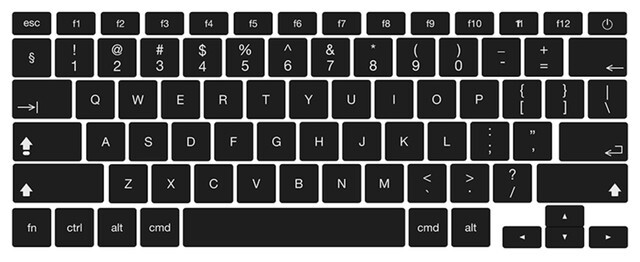 esc f1 f2 f3 f4 f5 f6 f7 f8 f9 f10 f1 f12
! @ # $ % ^ & * ( ) _ +
§ 1 2 3 4 5 6 7 8 9 0 - =
Q W E R T Y U I O P { } |
[ ] \
A S D F G H J K L : ”
; ,
Z X C V B N M < > ?
` . /
fn ctrl alt cmd cmd alt